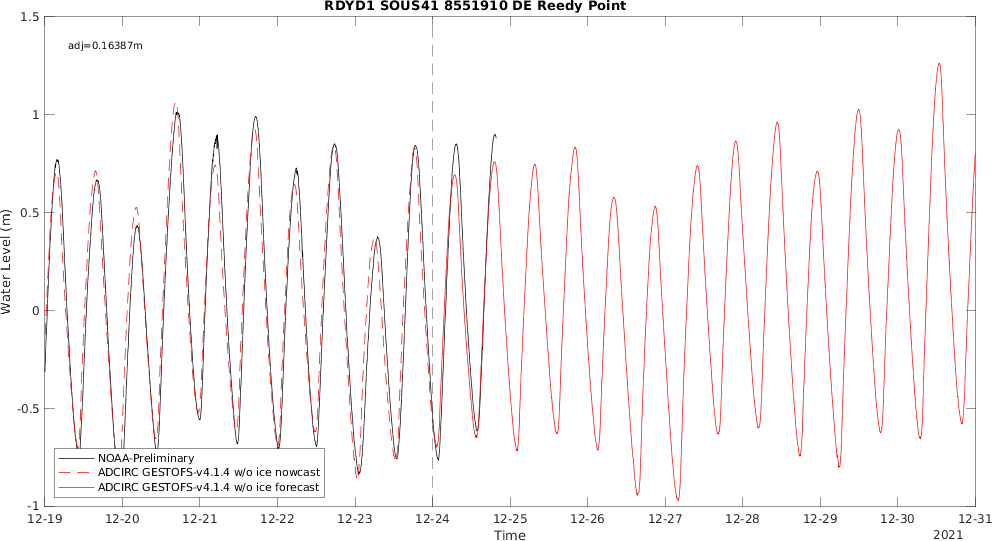 RDYD1 SOUS41 8551910 DE Reedy Point
adj=0.16387m
1.5
1
0.5
0
-0.5
-1
Water Level (m)
NOAA-Preliminary
ADCIRC GESTOFS-v4.1.4 w/o ice nowcast
ADCIRC GESTOFS-v4.1.4 w/o ice forecast
12-19 12-20 12-21 12-22 12-23 12-24 12-25 12-26 12-27 12-28 12-29 12-30 12-31
Time
2021